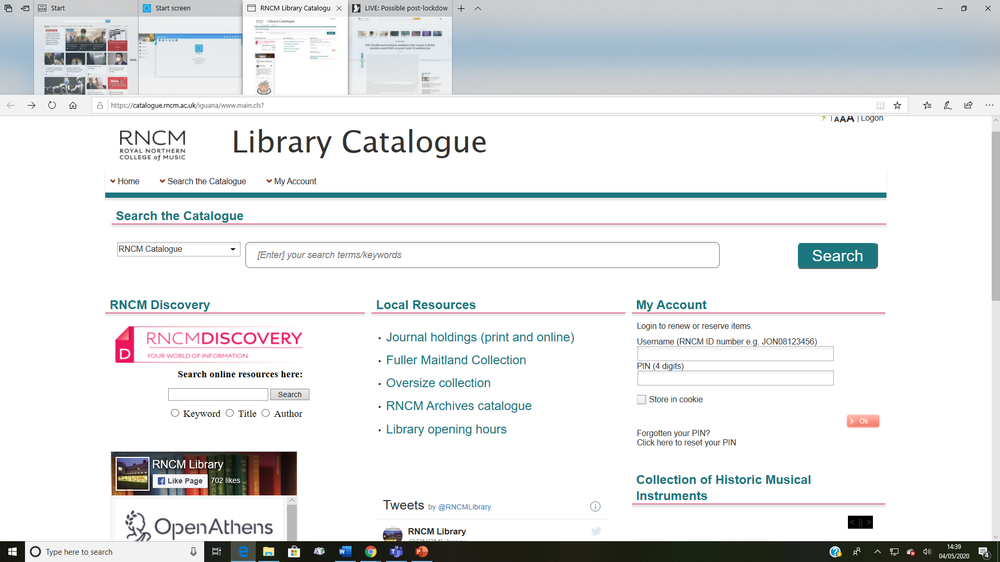 Start
Start screen
RNCM Library Catalogu
LIVE: Possible post-lockdow
https://catalogue.rncm.ac.uk/iguana/www.main.cls?
| AAA | Logon
RNCM
ROYAL NORTHERN
COLLEGE of MUSIC
Library Catalogue
Home
Search the Catalogue
My Account
Search the Catalogue
RNCM Catalogue
[Enter] your search terms/keywords
Search
RNCM Discovery
D
RNCMDISCOVERY
YOUR WORLD OF INFORMATION
Search online resources here:
Search
Keyword Title Author
RNCM Library
Like Page
702 likes
OpenAthens
Local Resources
Journal holdings (print and online)
Fuller Maitland Collection
Oversize collection
RNCM Archives catalogue
Library opening hours
Tweets by @RNCMLibrary
RNCM Library
@RNCMLibrary
My Account
Login to renew or reserve items.
Username (RNCM ID number e.g. JON08123456)
PIN (4 digits)
Store in cookie
Ok
Forgotten your PIN?
Click here to reset your PIN
Collection of Historic Musical
Instruments
< || >
Type here to search
14:39
04/05/2020
4